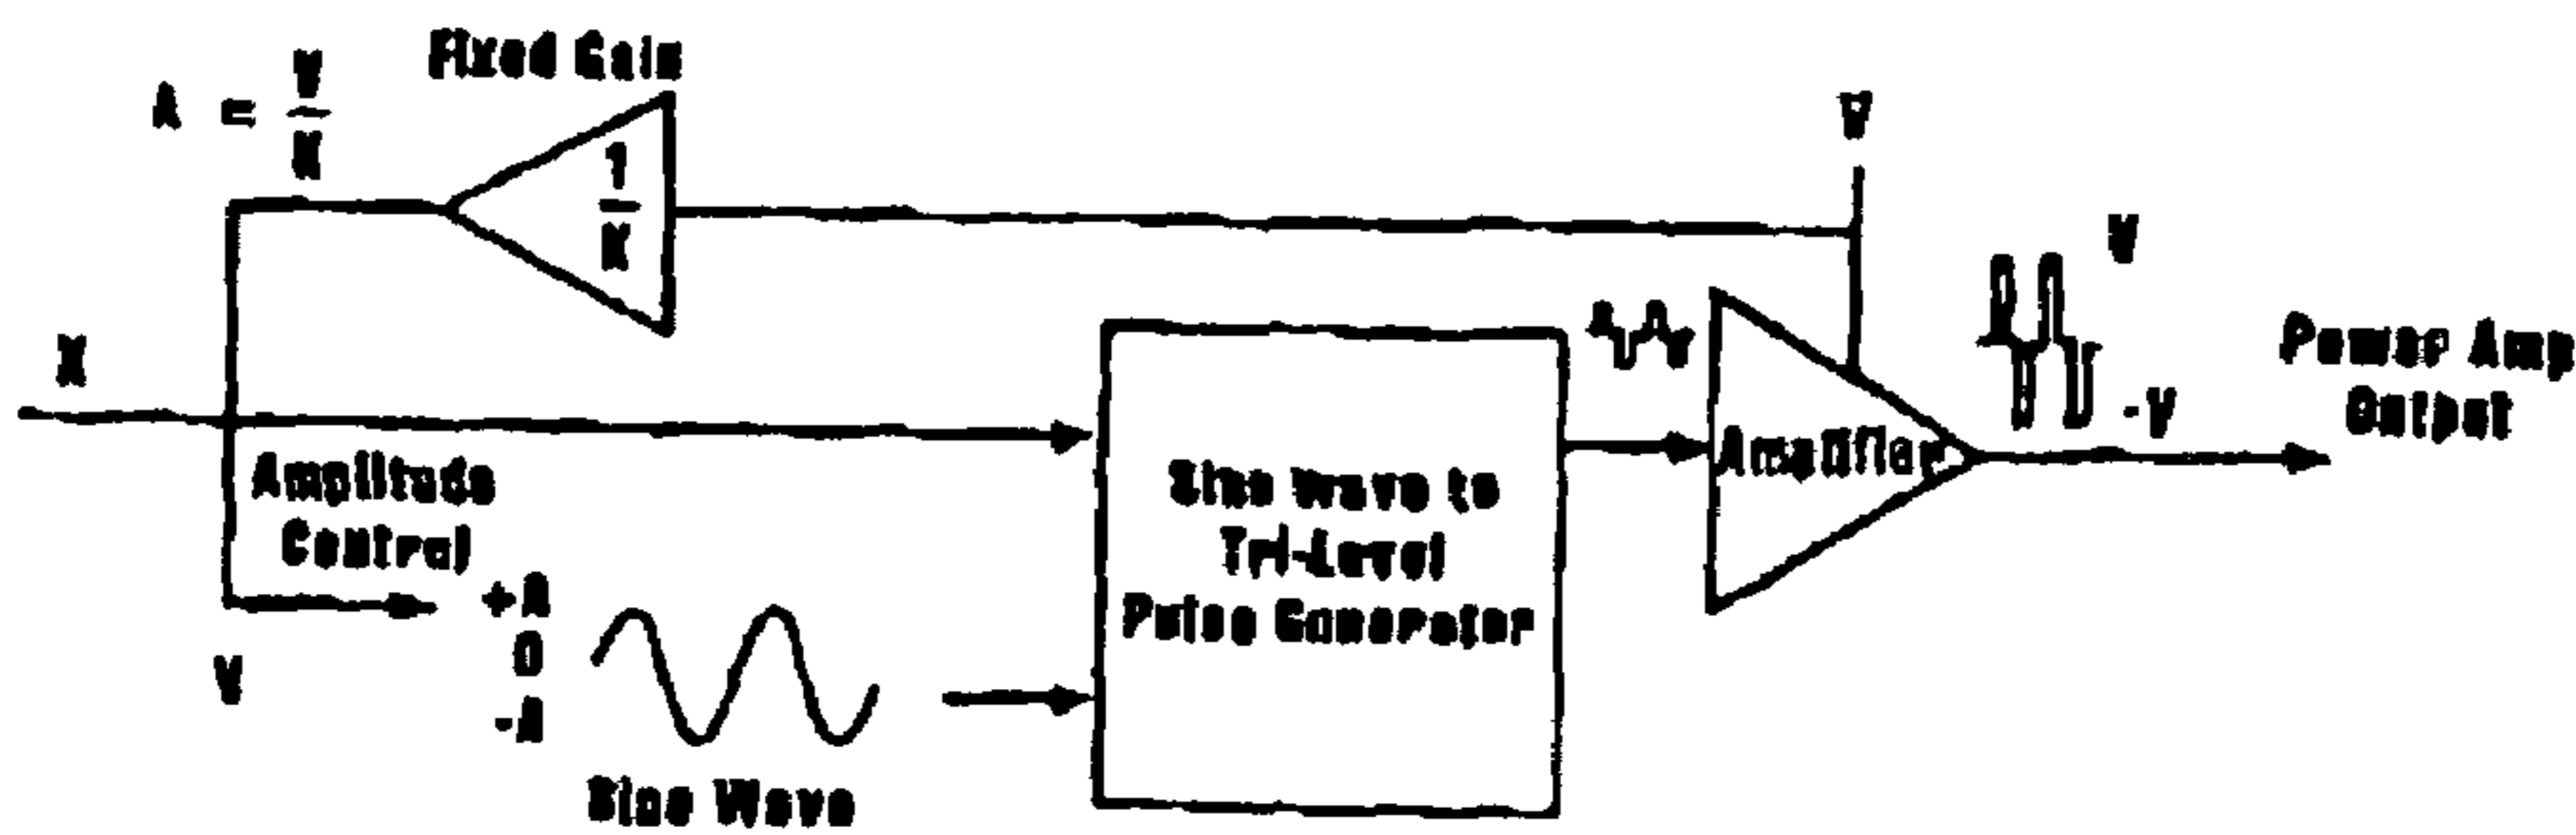 Fixed Gain
A = V/K
1/K
V
V
X
Power Amp
Output
-V
Amplifier
Amplitude
Control
Sine Wave to
Tri-Level
Pulse Generator
+A
0
-A
V
Sine Wave